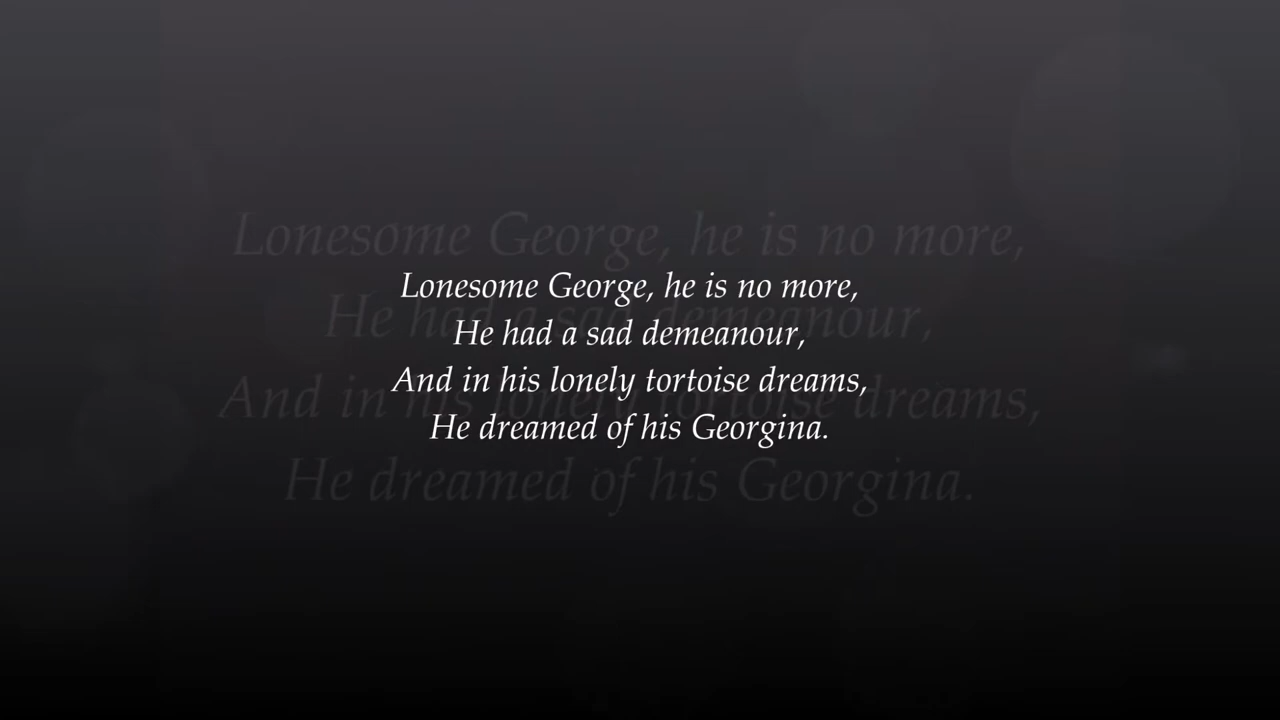 Lonesome George, he is no more,
He had a sad demeanour,
And in his lonely tortoise dreams,
He dreamed of his Georgina.